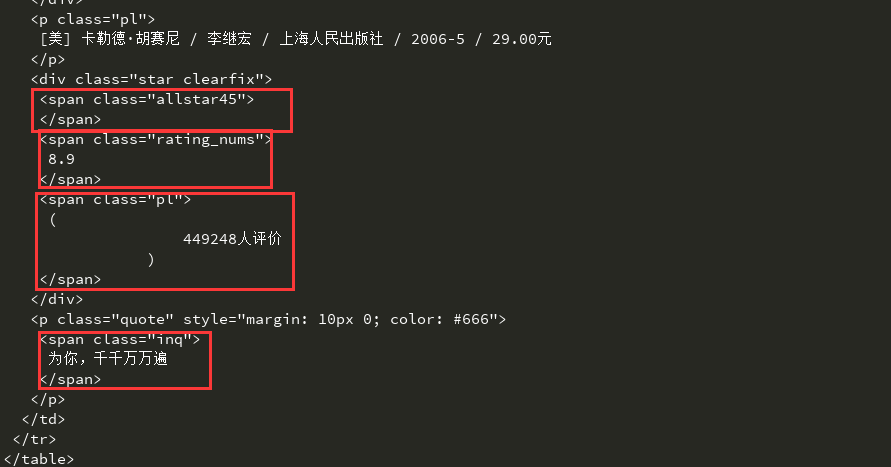 </div>
<p class="pl">
[美] 卡勒德·胡赛尼 / 李继宏 / 上海人民出版社 / 2006-5 / 29.00元
</p>
<div class="star clearfix">
<span class="allstar45">
</span>
<span class="rating_nums">
8.9
</span>
<span class="pl">
(
449248人评价
)
</span>
</div>
<p class="quote" style="margin: 10px 0; color: #666">
<span class="inq">
为你，千千万万遍
</span>
</p>
</td>
</tr>
</table>